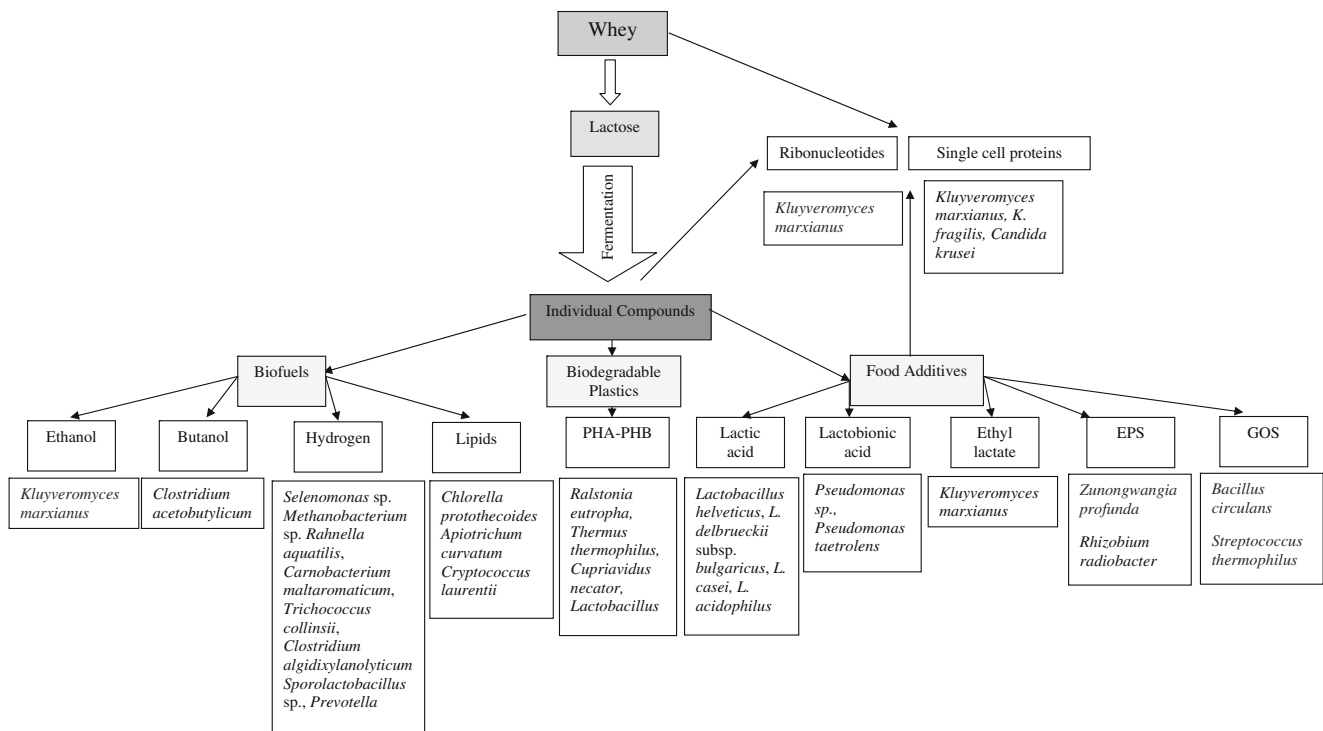 Whey
Lactose
Fermentation
Ribonucleotides
Single cell proteins
Kluyveromyces
marxianus
Kluyveromyces
marxianus, K.
fragilis, Candida
krusei
Individual Compounds
Biofuels
Biodegradable
Plastics
Food Additives
Ethanol
Butanol
Hydrogen
Lipids
PHA-PHB
Lactic
acid
Lactobionic
acid
Ethyl
lactate
EPS
GOS
Kluyveromyces
marxianus
Clostridium
acetobutylicum
Selenomonas sp.
Methanobacterium
sp. Rahnella
aquatilis,
Carnobacterium
maltaromaticum,
Trichococcus
collinsii,
Clostridium
algidixylanolyticum
Sporolactobacillus
sp., Prevotella
Chlorella
protothecoides
Apiotrichum
curvatum
Cryptococcus
laurentii
Ralstonia
eutropha,
Thermus
thermophilus,
Cupriavidus
necator,
Lactobacillus
Lactobacillus
helveticus, L.
delbrueckii
subsp.
bulgaricus, L.
casei, L.
acidophilus
Pseudomonas
sp.,
Pseudomonas
taetrolens
Kluyveromyces
marxianus
Zunongwangia
profunda
Rhizobium
radiobacter
Bacillus
circulans
Streptococcus
thermophilus